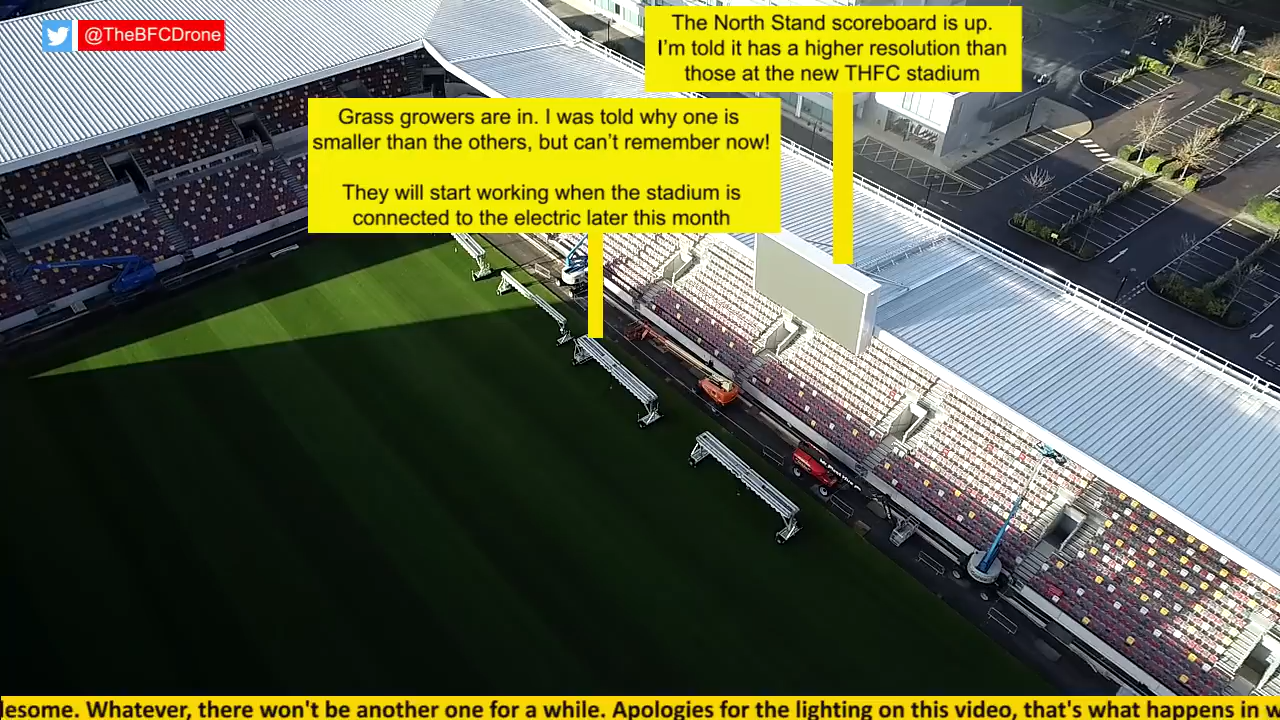 @TheBFCDrone
The North Stand scoreboard is up.
I'm told it has a higher resolution than
those at the new THFC stadium
Grass growers are in. I was told why one is
smaller than the others, but can't remember now!
They will start working when the stadium is
connected to the electric later this month
lesome. Whatever, there won't be another one for a while. Apologies for the lighting on this video, that's what happens in w